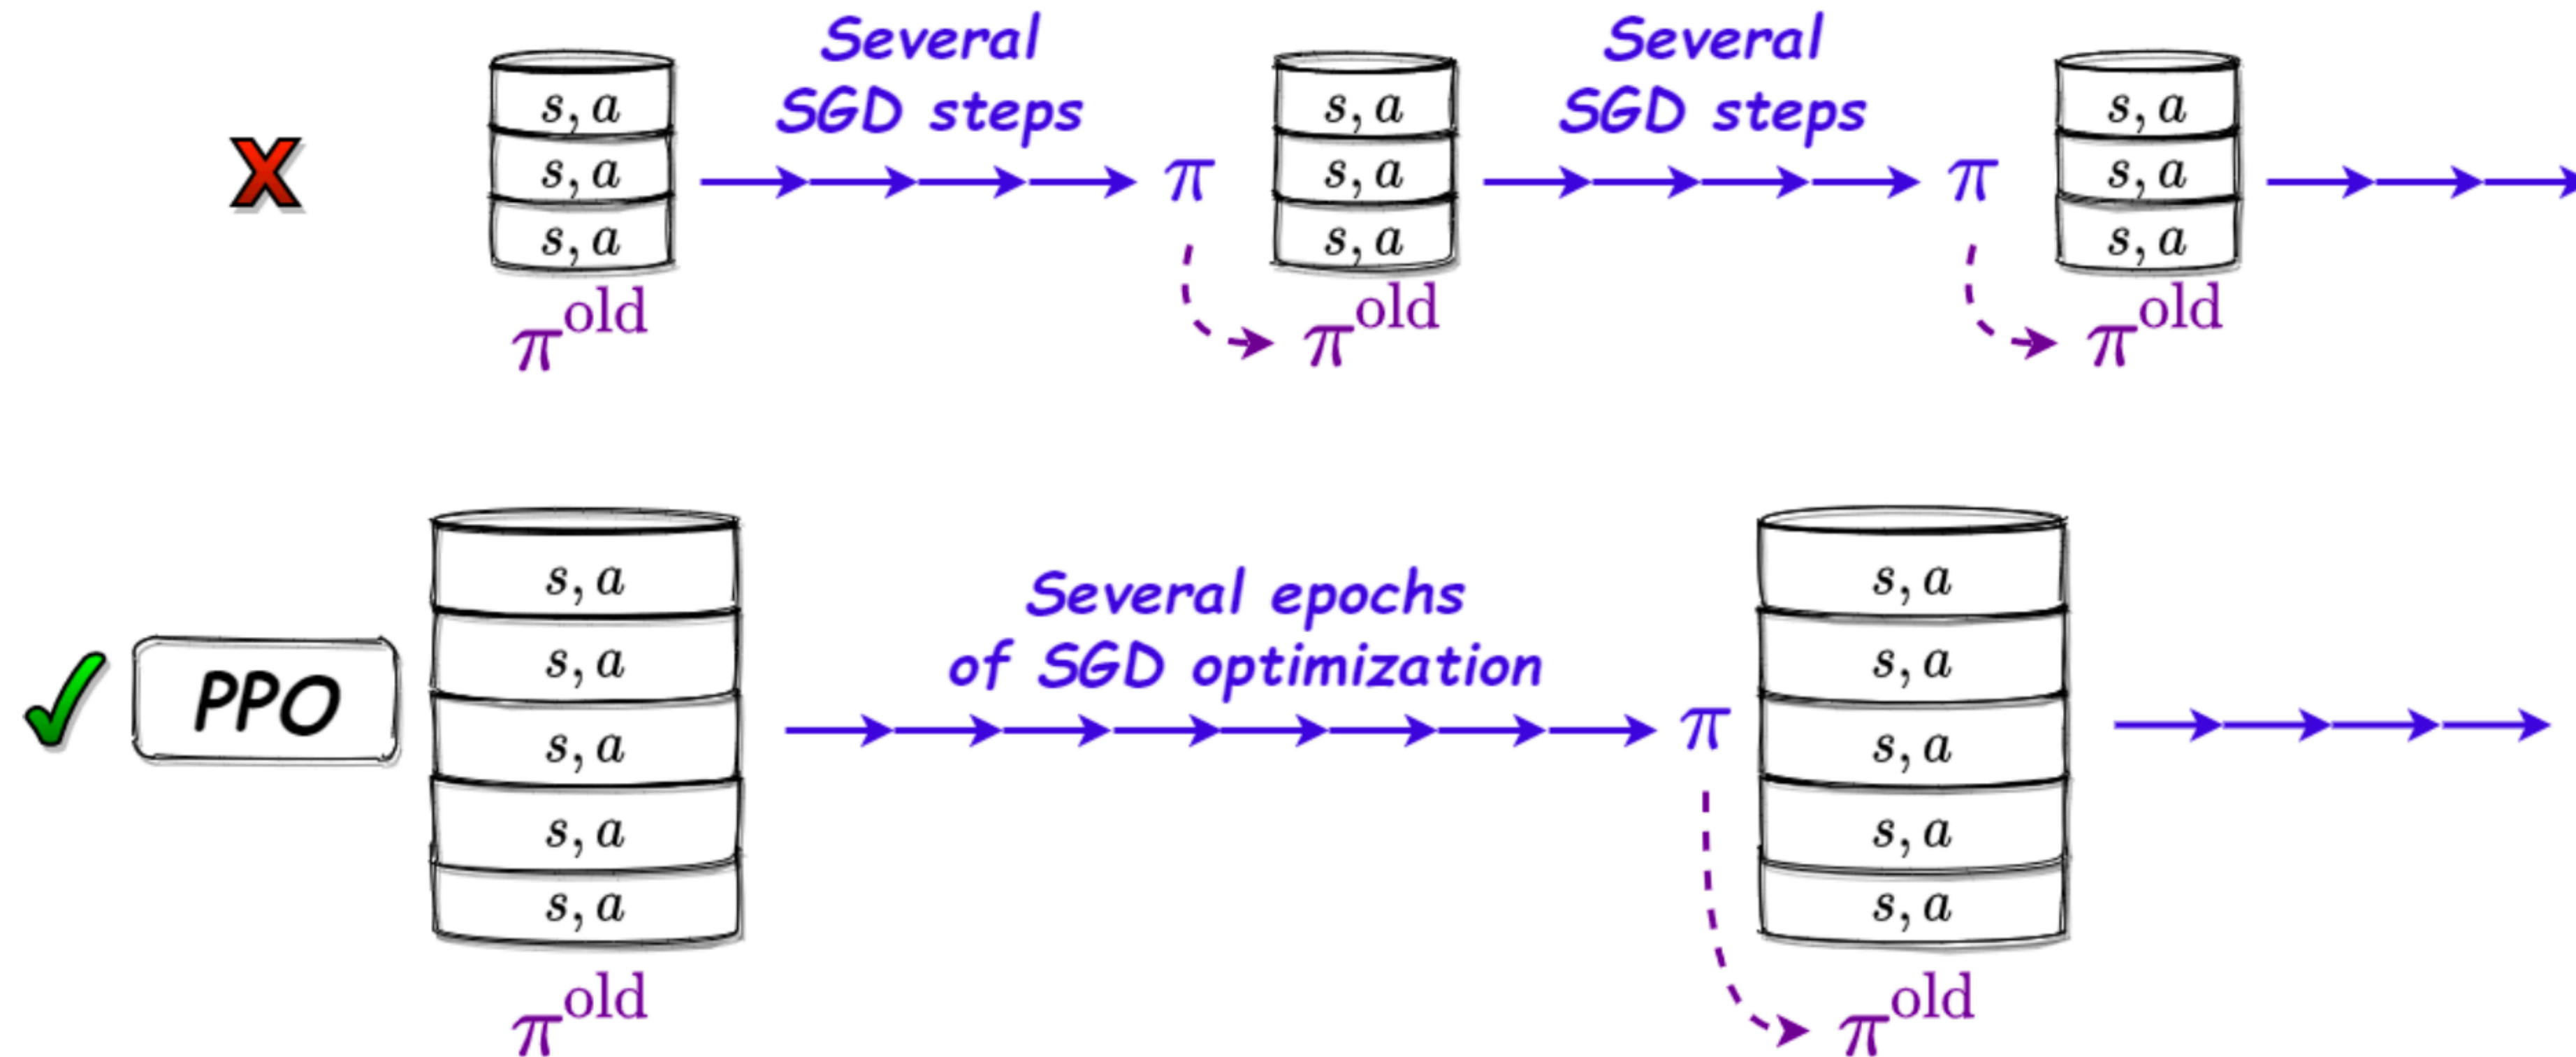 Several
SGD steps
Several
SGD steps
s, a
s, a
s, a
s, a
s, a
s, a
s, a
s, a
s, a
X
π
π
π^old
π^old
π^old
Several epochs
of SGD optimization
PPO
s, a
s, a
s, a
s, a
s, a
π
s, a
s, a
s, a
s, a
s, a
π^old
π^old